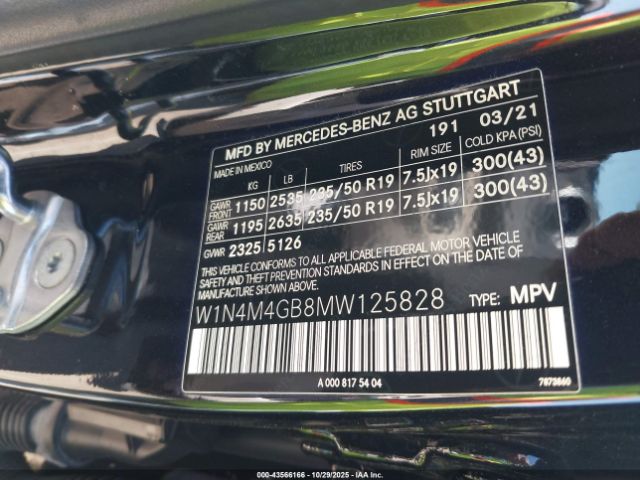 MFD BY MERCEDES-BENZ AG STUTTGART
MADE IN MEXICO 191 03/21
KG LB TIRES RIM SIZE COLD KPA(PSI)
GAWR FRONT 1150 2535 235/50 R19 7.5Jx19 300(43)
GAWR REAR 1195 2635 235/50 R19 7.5Jx19 300(43)
GVWR 2325 5126
THIS VEHICLE CONFORMS TO ALL APPLICABLE FEDERAL MOTOR VEHICLE
SAFETY AND THEFT PREVENTION STANDARDS IN EFFECT ON THE DATE OF
MANUFACTURE SHOWN ABOVE.
W1N4M4GB8MW125828 TYPE: MPV
A 000 817 54 04
7873860
000-43566166 - 10/29/2025 - Copyright © IAA, LLC